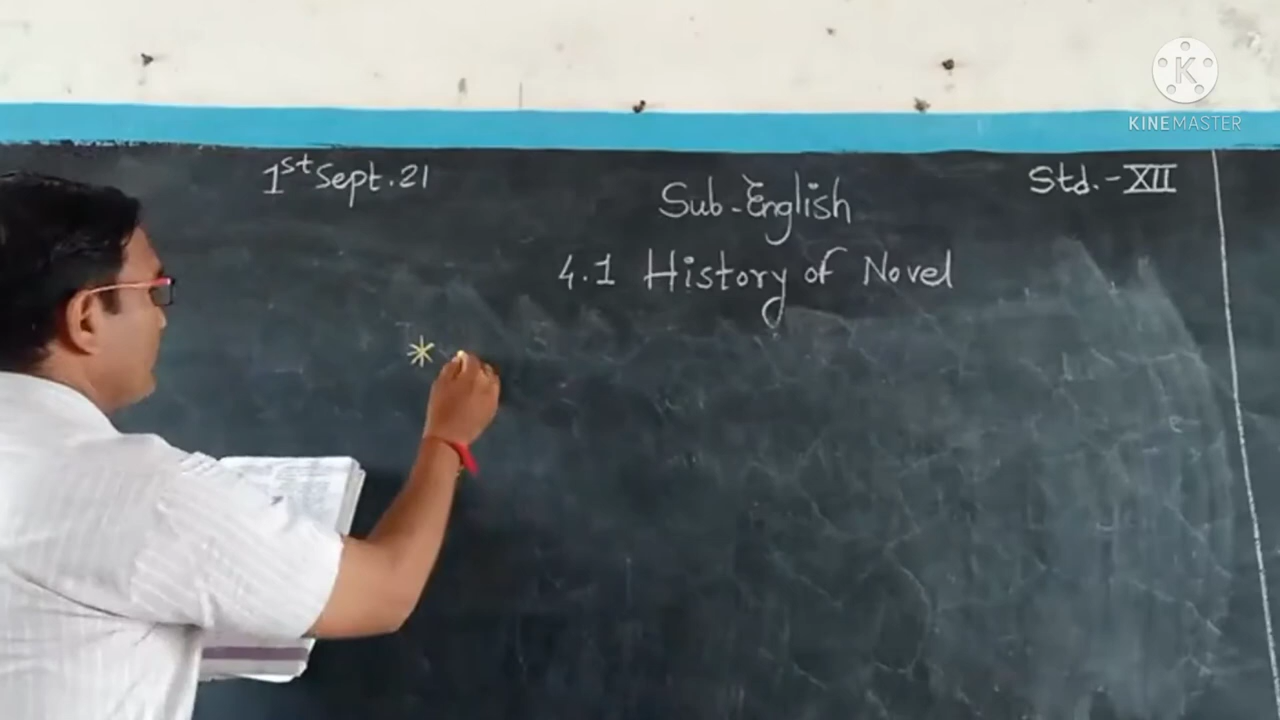 K
KINEMASTER
1st Sept. 21
Sub-English
Std.-XII
4.1 History of Novel
*